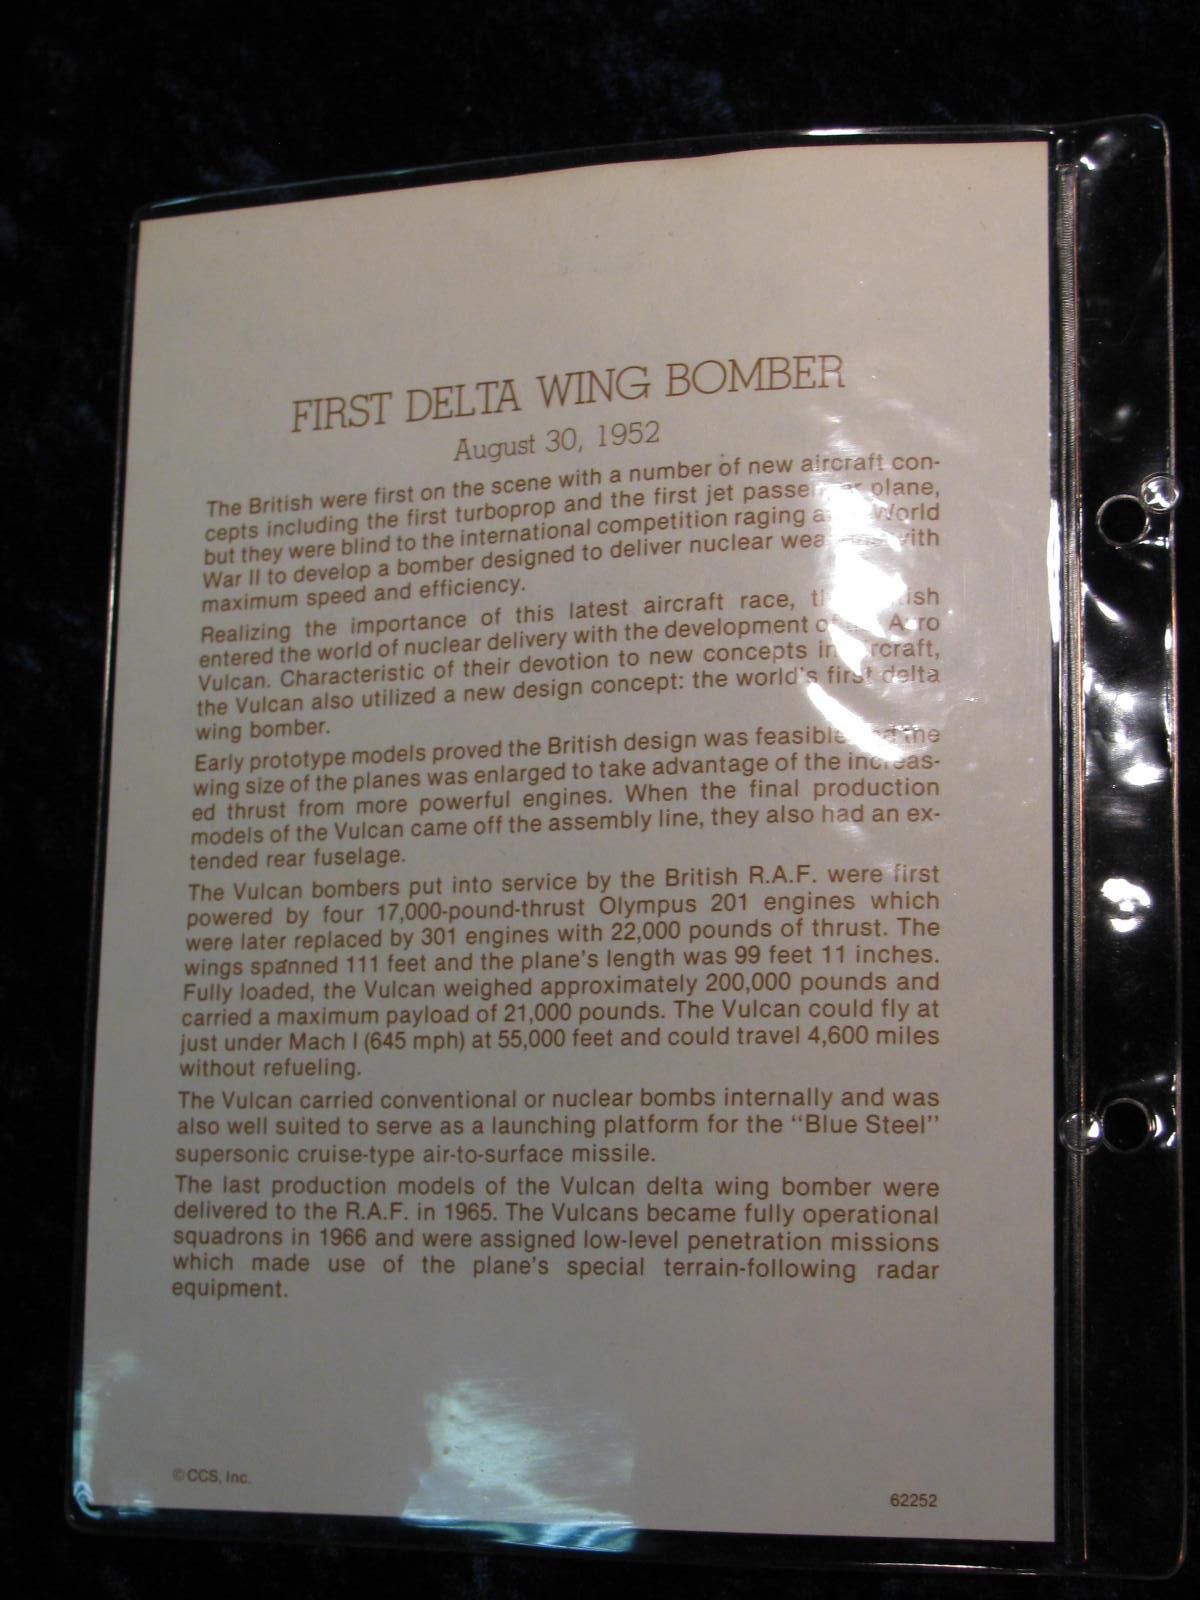 FIRST DELTA WING BOMBER
August 30, 1952
The British were first on the scene with a number of new aircraft con-
cepts including the first turboprop and the first jet passenger plane,
but they were blind to the international competition raging World
War II to develop a bomber designed to deliver nuclear with
maximum speed and efficiency.
Realizing the importance of this latest aircraft race,
entered the world of nuclear delivery with the development of
Vulcan. Characteristic of their devotion to new concepts in aircraft,
the Vulcan also utilized a new design concept: the world's first delta
wing bomber.
Early prototype models proved the British design was feasible the
wing size of the planes was enlarged to take advantage of the increas-
ed thrust from more powerful engines. When the final production
models of the Vulcan came off the assembly line, they also had an ex-
tended rear fuselage.
The Vulcan bombers put into service by the British R.A.F. were first
powered by four 17,000-pound-thrust Olympus 201 engines which
were later replaced by 301 engines with 22,000 pounds of thrust. The
wings spanned 111 feet and the plane's length was 99 feet 11 inches.
Fully loaded, the Vulcan weighed approximately 200,000 pounds and
carried a maximum payload of 21,000 pounds. The Vulcan could fly at
just under Mach I (645 mph) at 55,000 feet and could travel 4,600 miles
without refueling.
The Vulcan carried conventional or nuclear bombs internally and was
also well suited to serve as a launching platform for the "Blue Steel"
supersonic cruise-type air-to-surface missile.
The last production models of the Vulcan delta wing bomber were
delivered to the R.A.F. in 1965. The Vulcans became fully operational
squadrons in 1966 and were assigned low-level penetration missions
which made use of the plane's special terrain-following radar
equipment.
©CCS, Inc.
62252